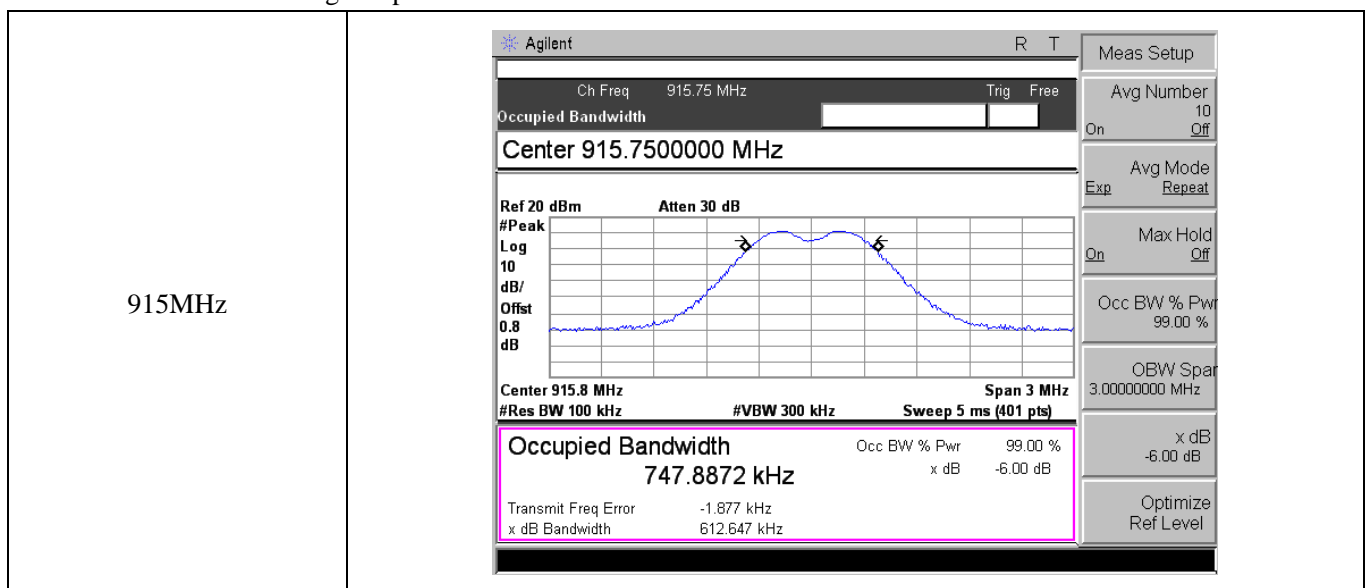 915MHz
Agilent R T
Ch Freq 915.75 MHz Trig Free
Occupied Bandwidth
Center 915.7500000 MHz
Ref 20 dBm Atten 30 dB
#Peak
Log
10
dB/
Offst
0.8
dB
Center 915.8 MHz Span 3 MHz
#Res BW 100 kHz #VBW 300 kHz Sweep 5 ms (401 pts)
Occupied Bandwidth Occ BW % Pwr 99.00 %
747.8872 kHz x dB -6.00 dB
Transmit Freq Error -1.877 kHz
x dB Bandwidth 612.647 kHz
Meas Setup
Avg Number
10
On Off
Avg Mode
Exp Repeat
Max Hold
On Off
Occ BW % Pwr
99.00 %
OBW Span
3.00000000 MHz
x dB
-6.00 dB
Optimize
Ref Level